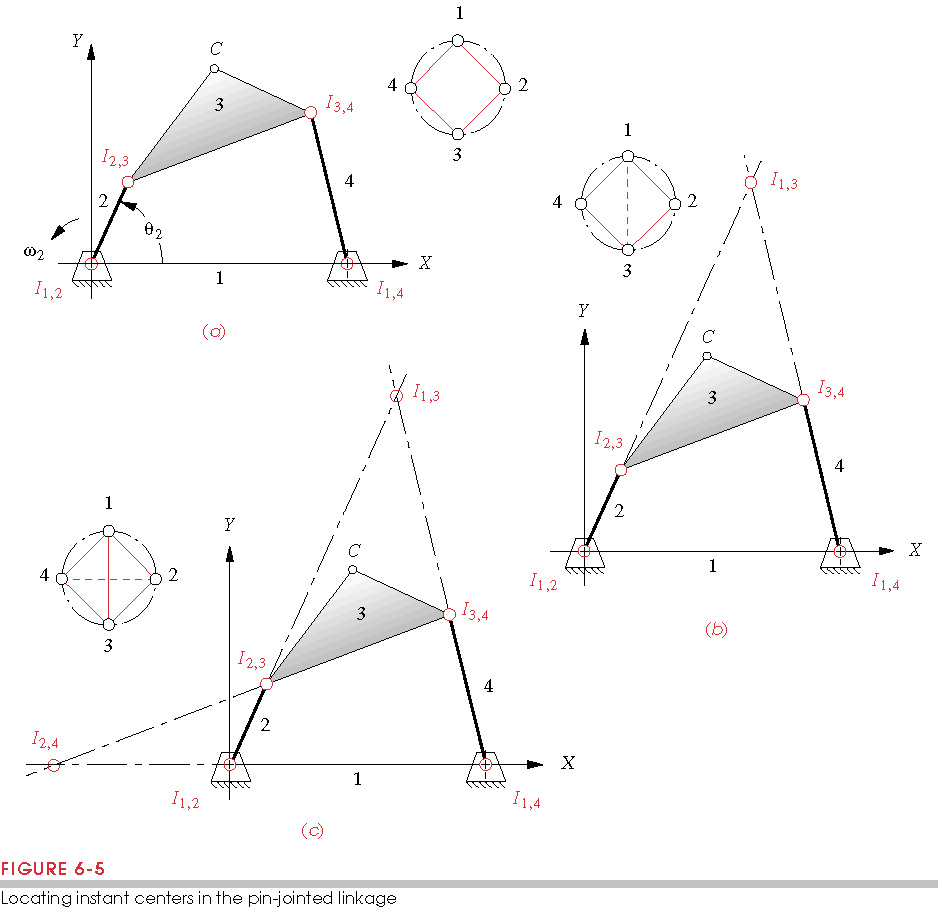 1
4
2
3
Y
C
3
I3,4
I2,3
2
4
θ2
ω2
X
1
I1,2
I1,4
(a)
1
4
2
3
I1,3
Y
C
3
I3,4
I2,3
4
2
X
1
I1,2
I1,4
(b)
I1,3
1
4
2
3
Y
C
3
I3,4
I2,3
4
2
I2,4
X
1
I1,2
I1,4
(c)
FIGURE 6-5
Locating instant centers in the pin-jointed linkage